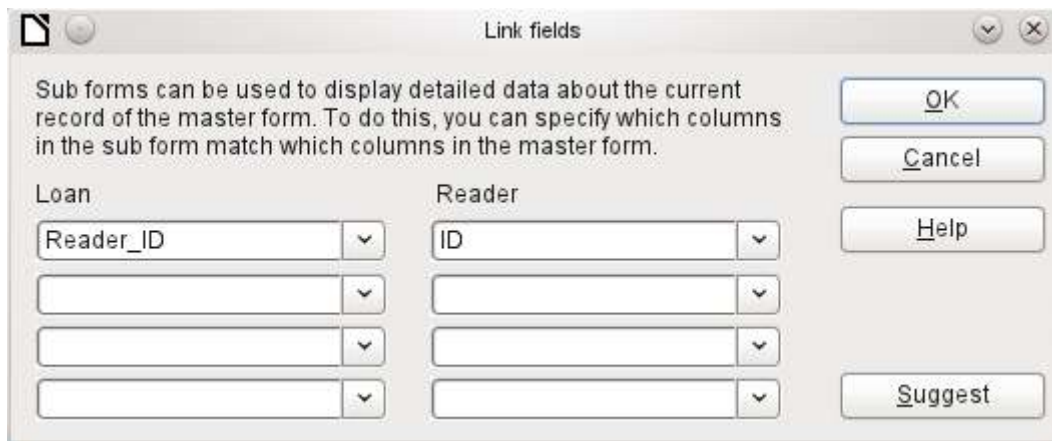 Link fields
Sub forms can be used to display detailed data about the current
record of the master form. To do this, you can specify which columns
in the sub form match which columns in the master form.
OK
Cancel
Loan Reader
Help
Reader_ID ID
Suggest